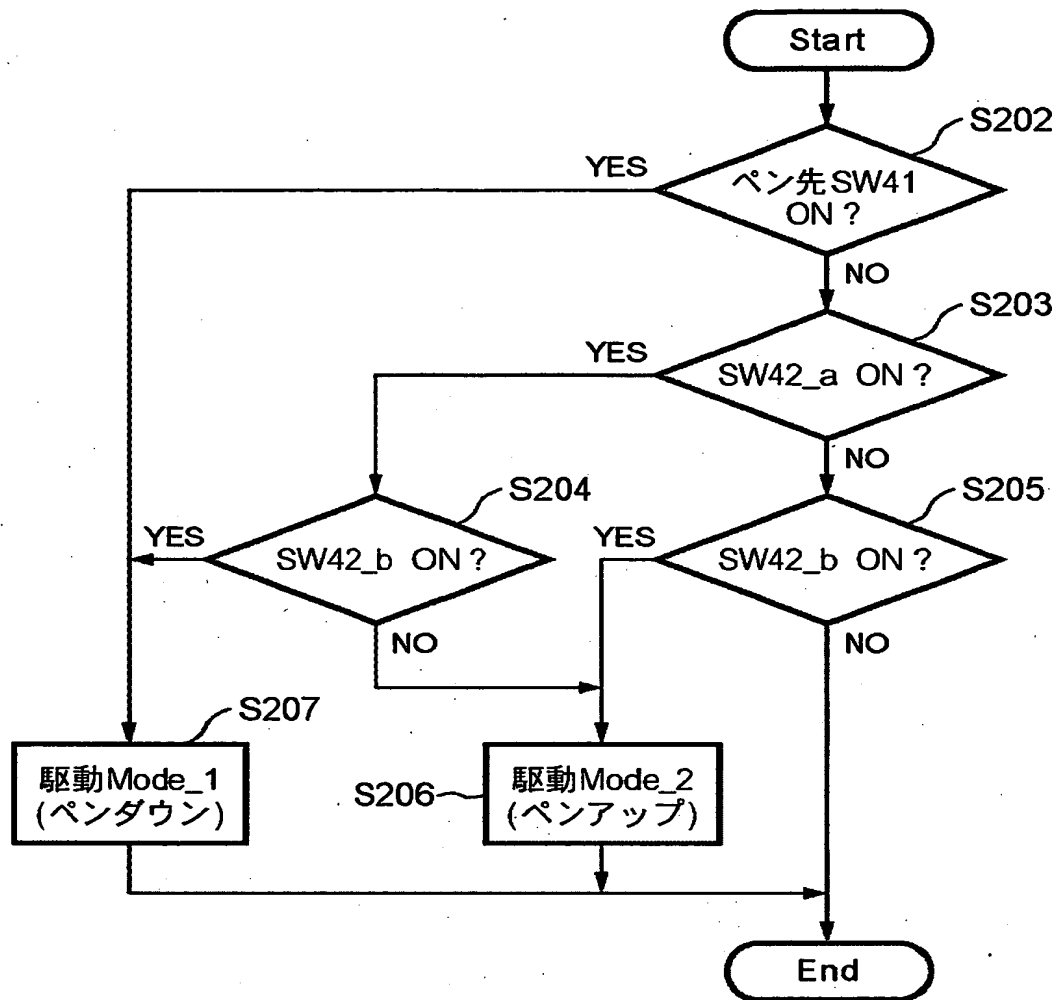 Start
S202
YES
ペン先SW41
ON ?
NO
S203
YES
SW42_a ON ?
NO
S204
S205
YES
SW42_b ON ?
YES
SW42_b ON ?
NO
NO
S207
駆動Mode_1
(ペンダウン)
S206
駆動Mode_2
(ペンアップ)
End